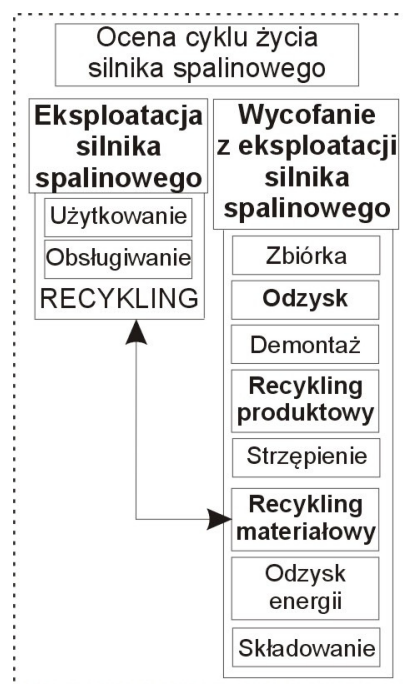 Ocena cyklu życia
silnika spalinowego
Eksploatacja
silnika
spalinowego
Użytkowanie
Obsługiwanie
RECYKLING
Wycofanie
z eksploatacji
silnika
spalinowego
Zbiórka
Odzysk
Demontaż
Recykling
produktowy
Strzępienie
Recykling
materiałowy
Odzysk
energii
Składowanie